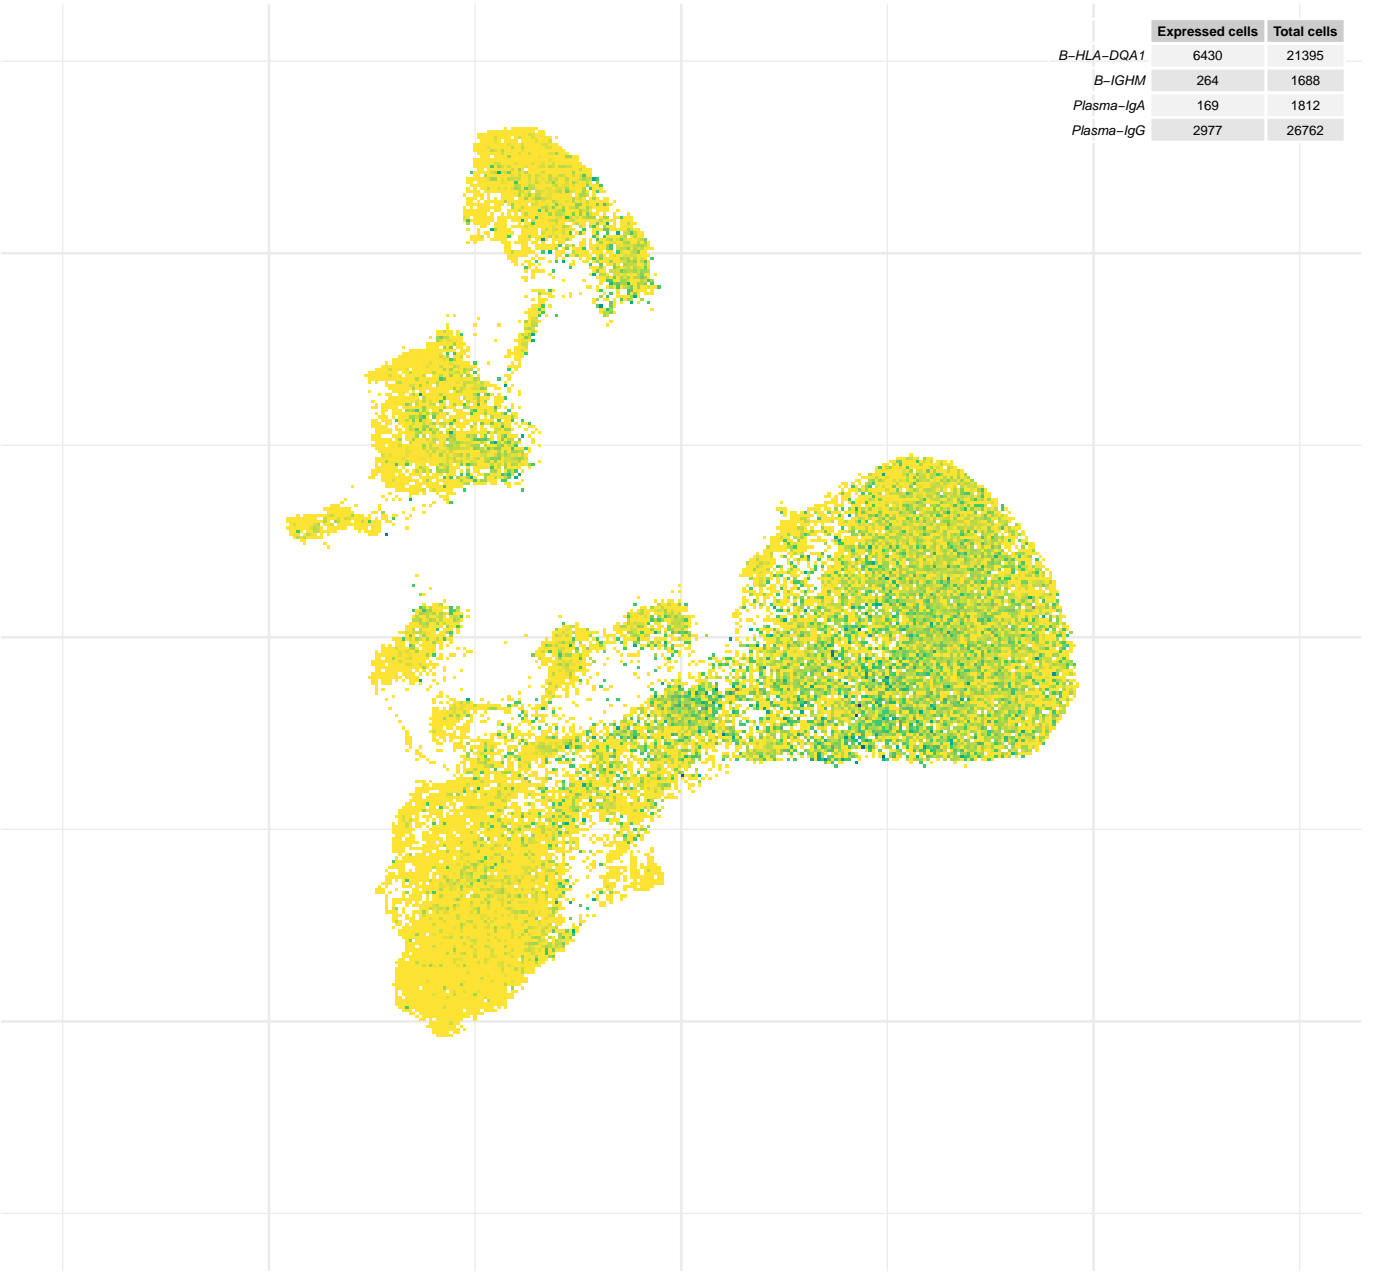 Expressed cells Total cells
B−HLA−DQA1 6430 21395
B−IGHM 264 1688
Plasma−IgA 169 1812
Plasma−IgG 2977 26762